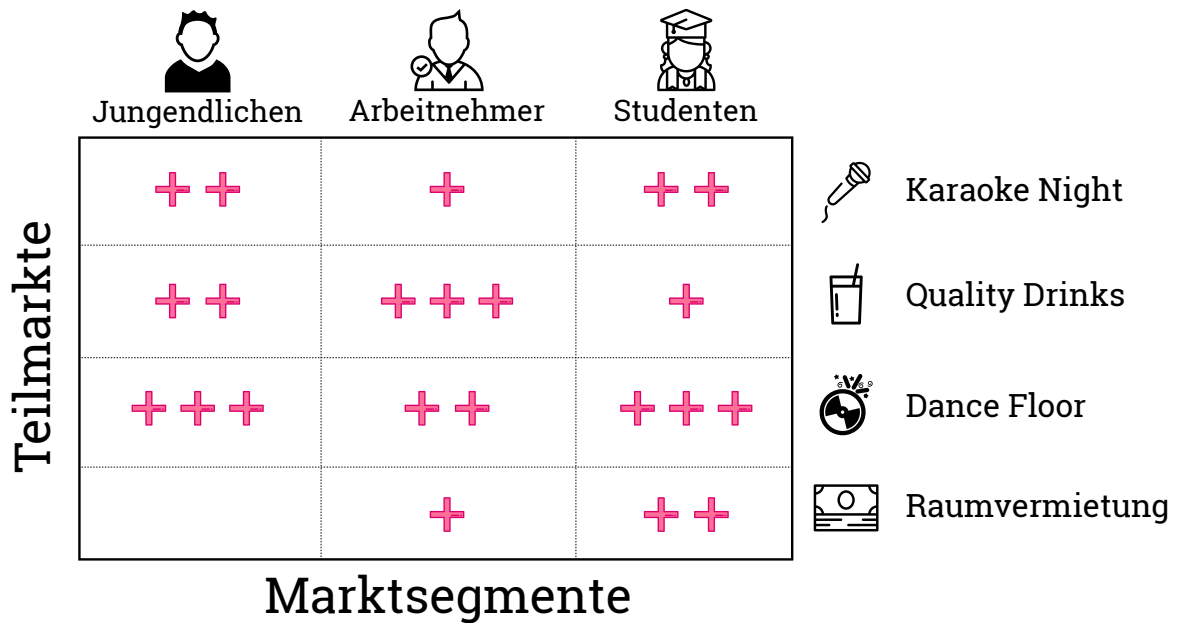 Jungendlichen
Arbeitnehmer
Studenten
Karaoke Night
Quality Drinks
Dance Floor
Raumvermietung
Teilmarkte
Marktsegmente